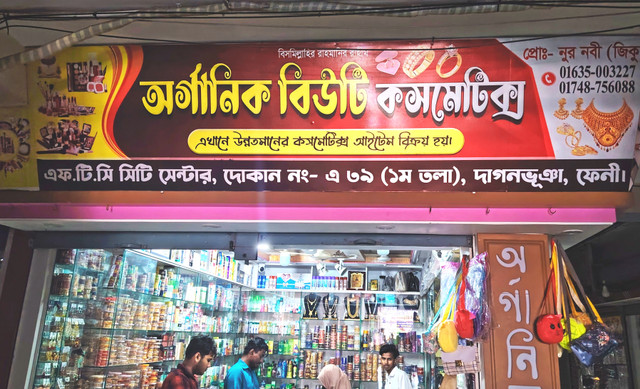 বিসমিল্লাহির রাহমানির রাহিম
প্রোঃ- নুর নবী (জিকু
01635-003227
01748-756088
অর্গানিক বিউটি কসমেটিক্স
এখানে উন্নতমানের কসমেটিক্স আইটেম বিক্রয় হয়।
এফ.টি.সি সিটি সেন্টার, দোকান নং- এ ৩৯ (১ম তলা), দাগনভূঞা, ফেনী।
অর্গানি